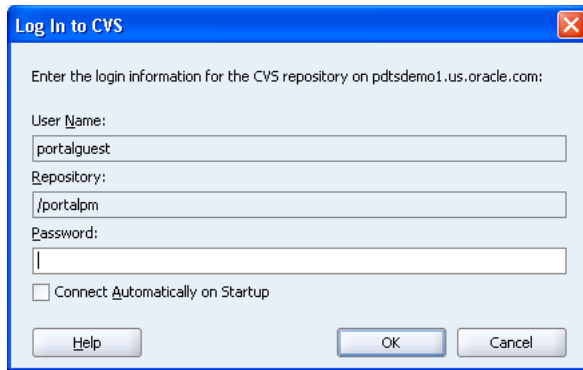 Log In to CVS
Enter the login information for the CVS repository on pdtsdemo1.us.oracle.com:
User Name:
portalguest
Repository:
/portalpm
Password:
Connect Automatically on Startup
Help
OK
Cancel